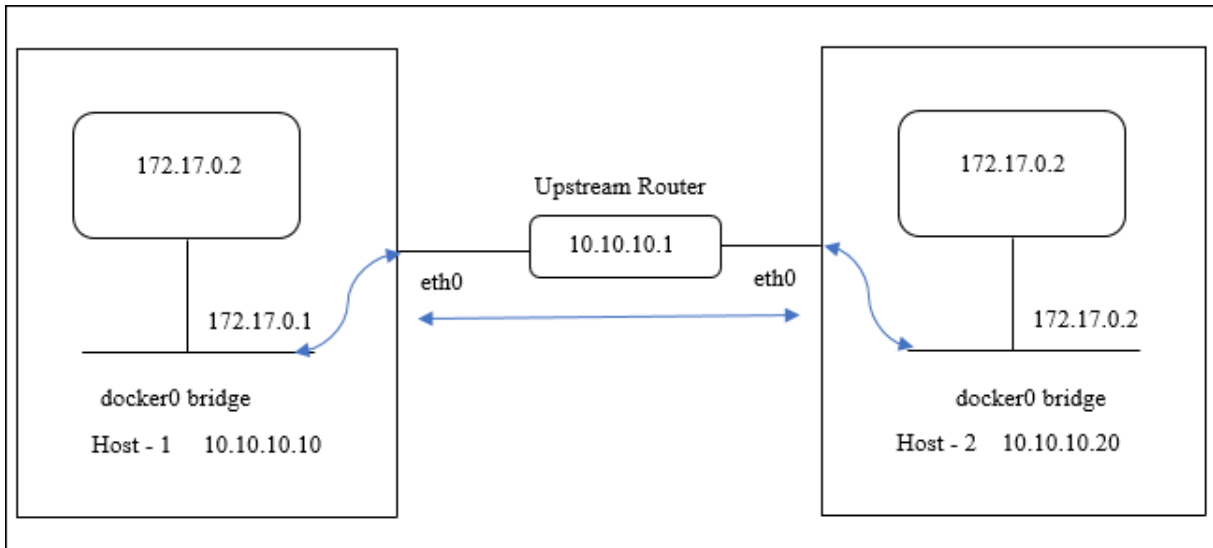 172.17.0.2
172.17.0.1
docker0 bridge
Host - 1 10.10.10.10
Upstream Router
10.10.10.1
eth0
eth0
172.17.0.2
172.17.0.2
docker0 bridge
Host - 2 10.10.10.20